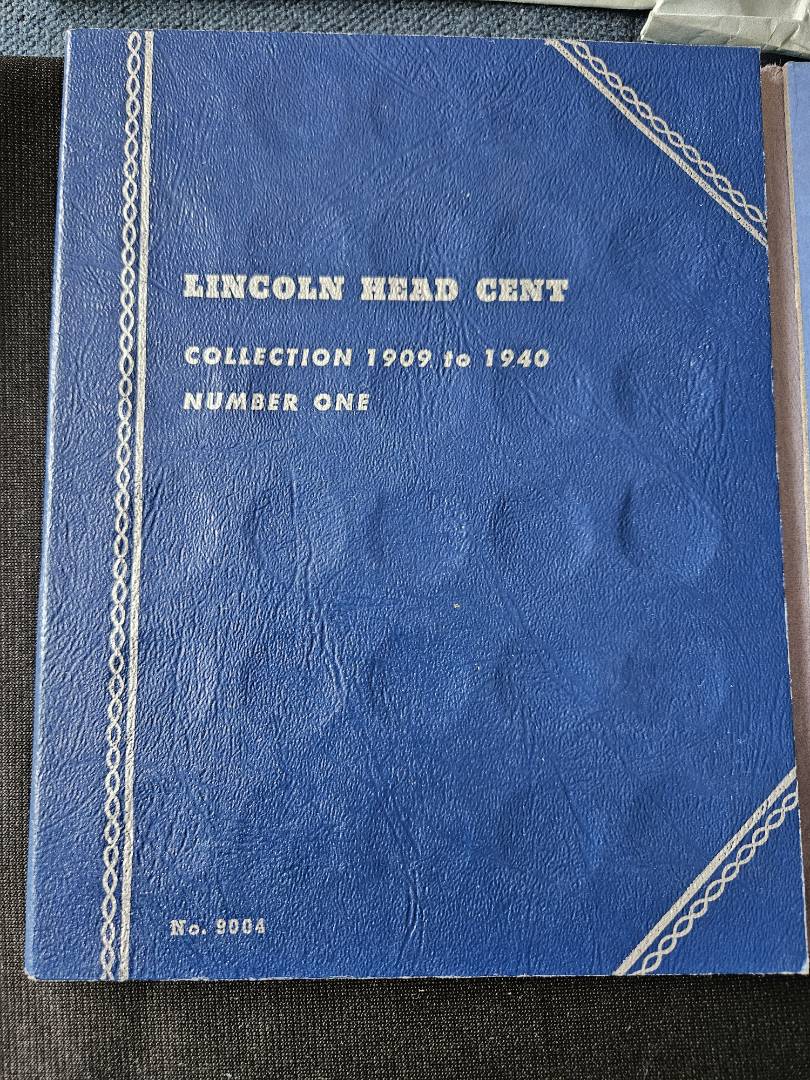 LINCOLN HEAD CENT
COLLECTION 1909 to 1940
NUMBER ONE
No. 9004